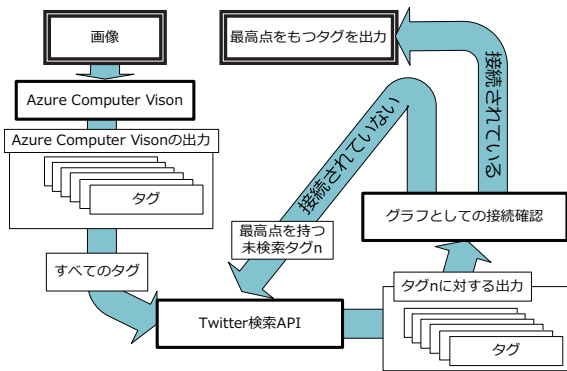 画像
Azure Computer Vison
Azure Computer Visonの出力
タグ
すべてのタグ
最高点をもつタグを出力
接続されていない
接続されている
最高点を持つ
未検索タグn
グラフとしての接続確認
Twitter検索API
タグnに対する出力
タグ